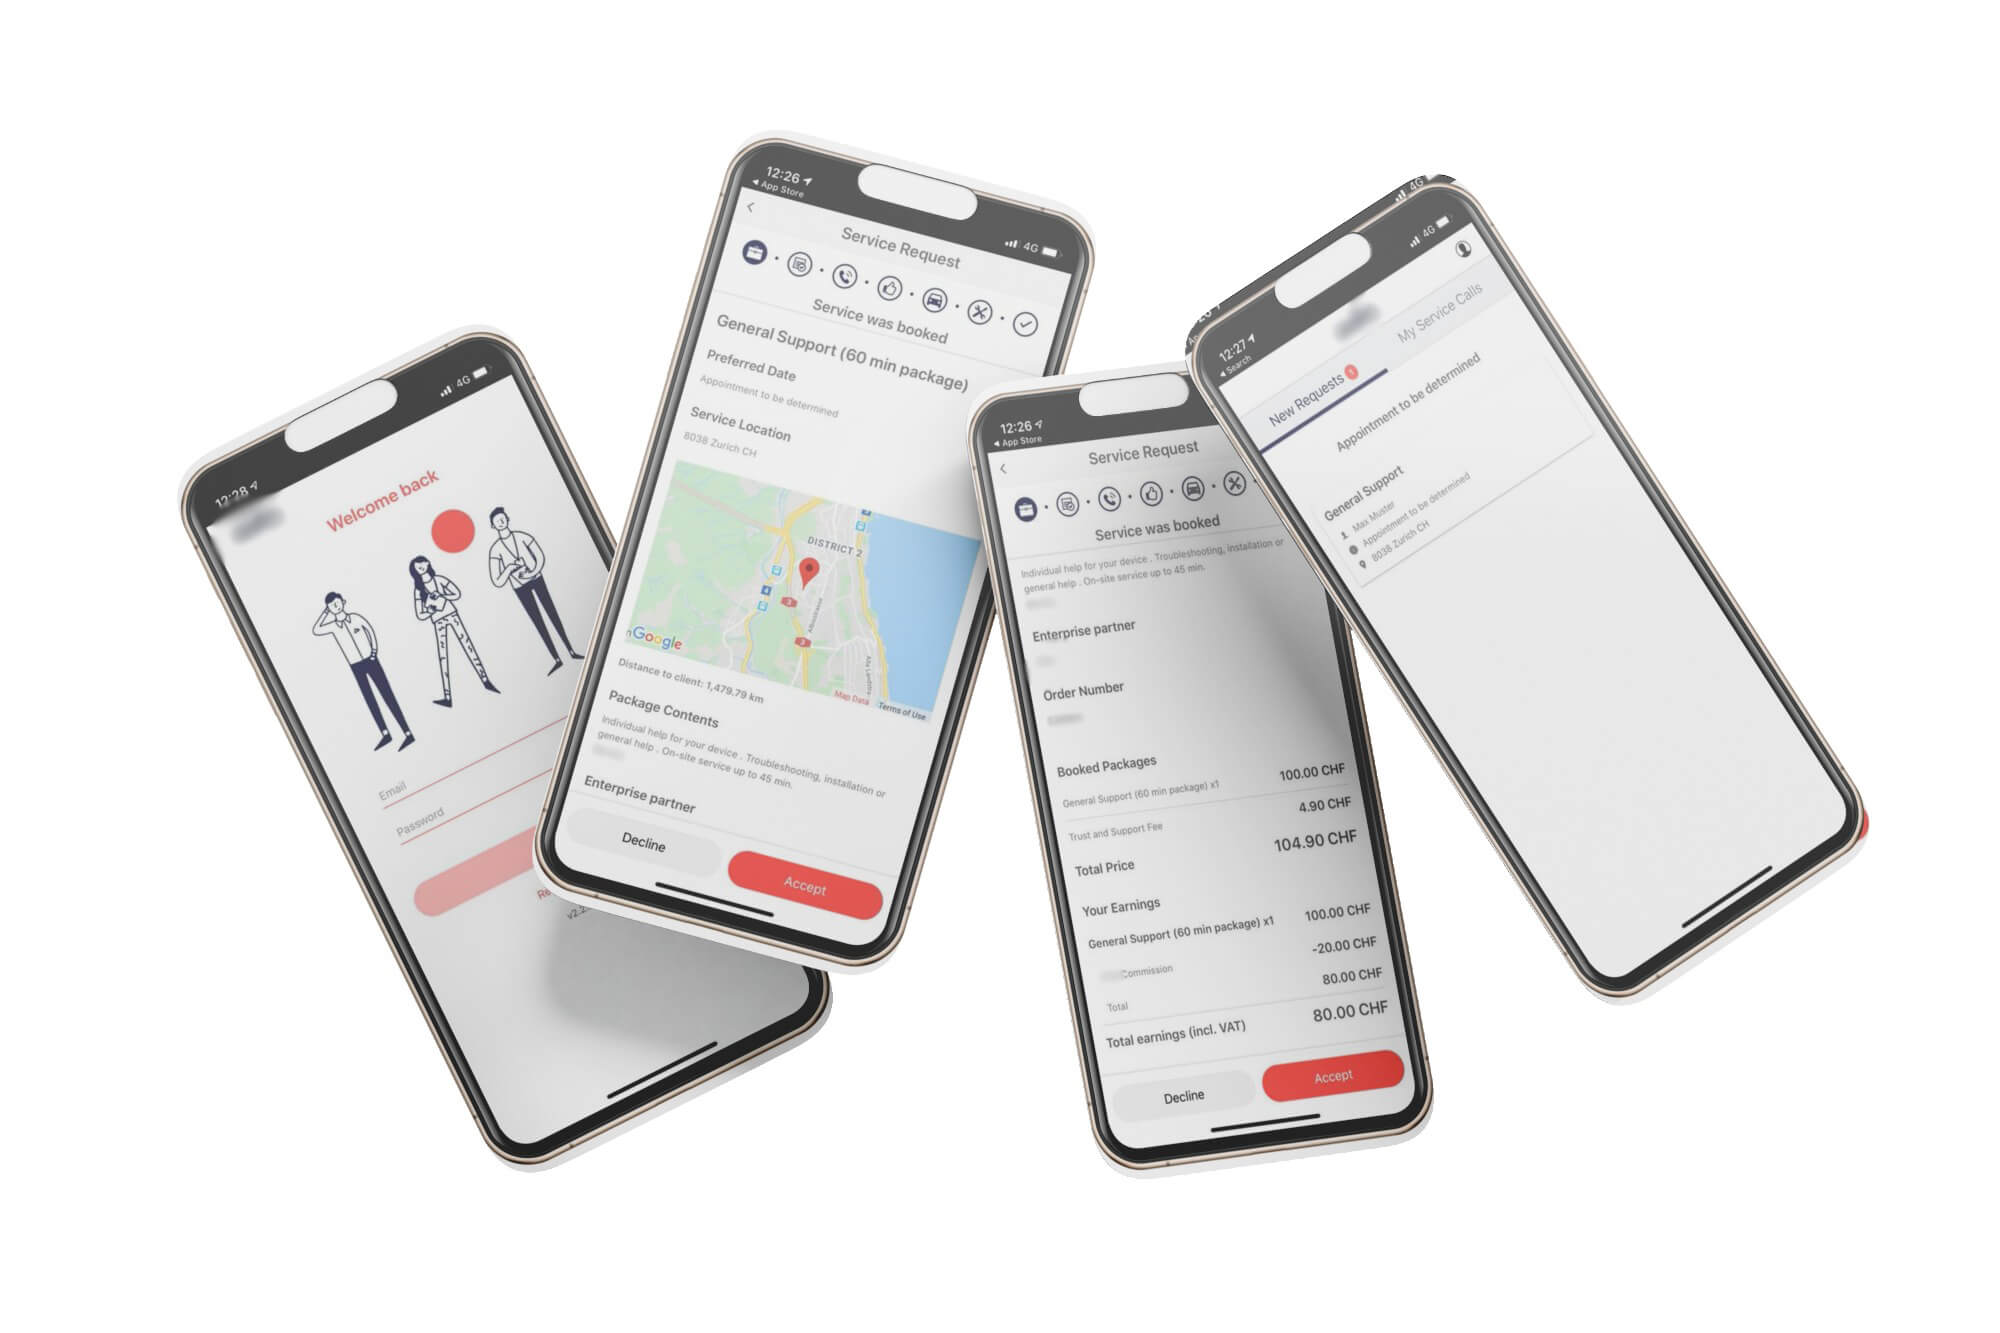 12:28
4G
Welcome back
Email
Password
v2.2
12:26
App Store
4G
Service Request
Service was booked
General Support (60 min package)
Preferred Date
Appointment to be determined
Service Location
8038 Zurich CH
DISTRICT 2
4
3
3
Albisstrasse
Google
Map Data
Terms of Use
Distance to client: 1,479.79 km
Package Contents
Individual help for your device . Troubleshooting, installation or
general help . On-site service up to 45 min.
Enterprise partner
Decline
Accept
12:26
App Store
Service Request
Service was booked
Individual help for your device . Troubleshooting, installation or
general help . On-site service up to 45 min.
Enterprise partner
Order Number
Booked Packages
General Support (60 min package) x1 100.00 CHF
Trust and Support Fee 4.90 CHF
Total Price 104.90 CHF
Your Earnings
General Support (60 min package) x1 100.00 CHF
Commission -20.00 CHF
Total 80.00 CHF
Total earnings (incl. VAT) 80.00 CHF
Decline
Accept
4G
12:27
Search
4G
New Requests 1
My Service Calls
Appointment to be determined
General Support
Max Muster
Appointment to be determined
8038 Zurich CH